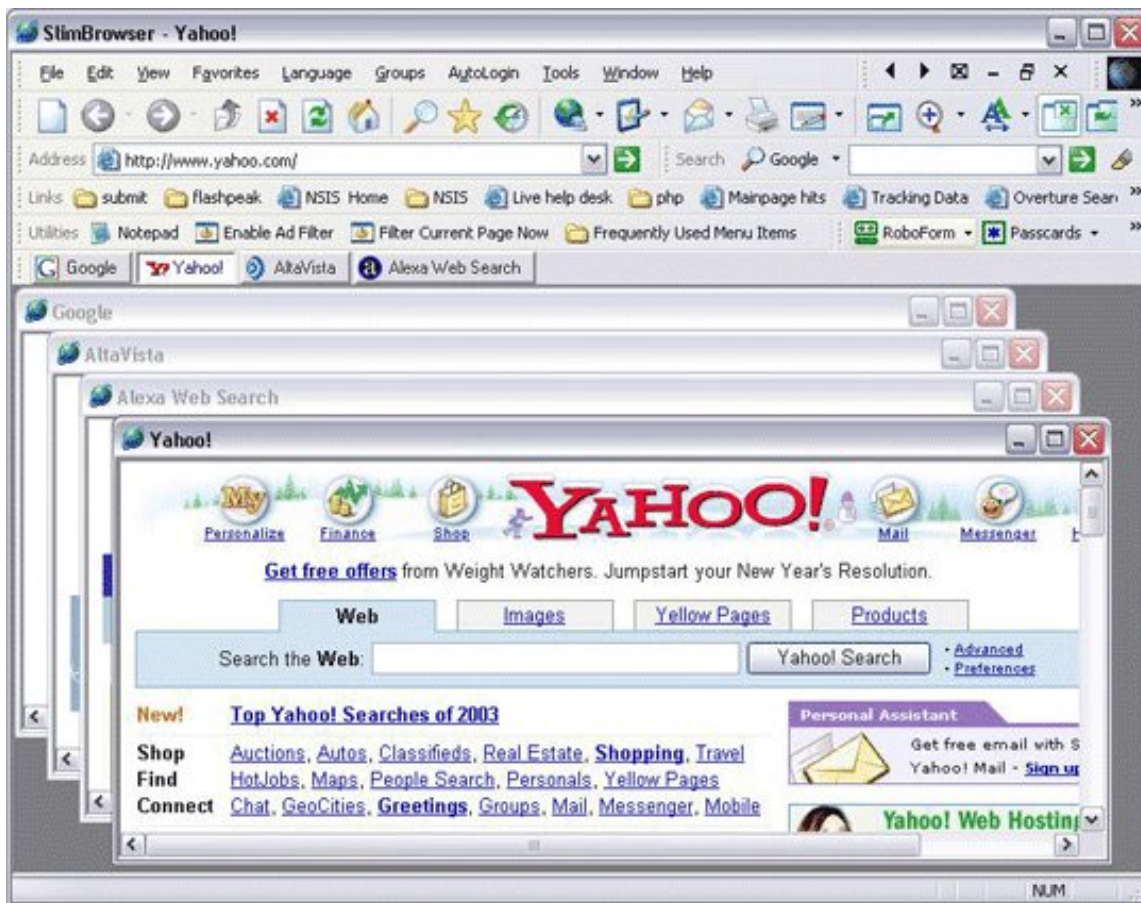 SlimBrowser - Yahoo!
File Edit View Favorites Language Groups AutoLogin Tools Window Help
Address http://www.yahoo.com/ Search Google
Links submit flashpeak NSIS Home NSIS Live help desk php Mainpage hits Tracking Data Overture Sear
Utilities Notepad Enable Ad Filter Filter Current Page Now Frequently Used Menu Items RoboForm Passcards
Google Yahoo! AltaVista Alexa Web Search
Google
AltaVista
Alexa Web Search
Yahoo!
My YAHOO!
Personalize Finance Shop Mail Messenger
Get free offers from Weight Watchers. Jumpstart your New Year's Resolution.
Web Images Yellow Pages Products
Search the Web: Yahoo! Search · Advanced
· Preferences
New! Top Yahoo! Searches of 2003
Personal Assistant
Shop Auctions, Autos, Classifieds, Real Estate, Shopping, Travel
Find HotJobs, Maps, People Search, Personals, Yellow Pages
Connect Chat, GeoCities, Greetings, Groups, Mail, Messenger, Mobile
Get free email with S
Yahoo! Mail - Sign up
Yahoo! Web Hosting
NUM